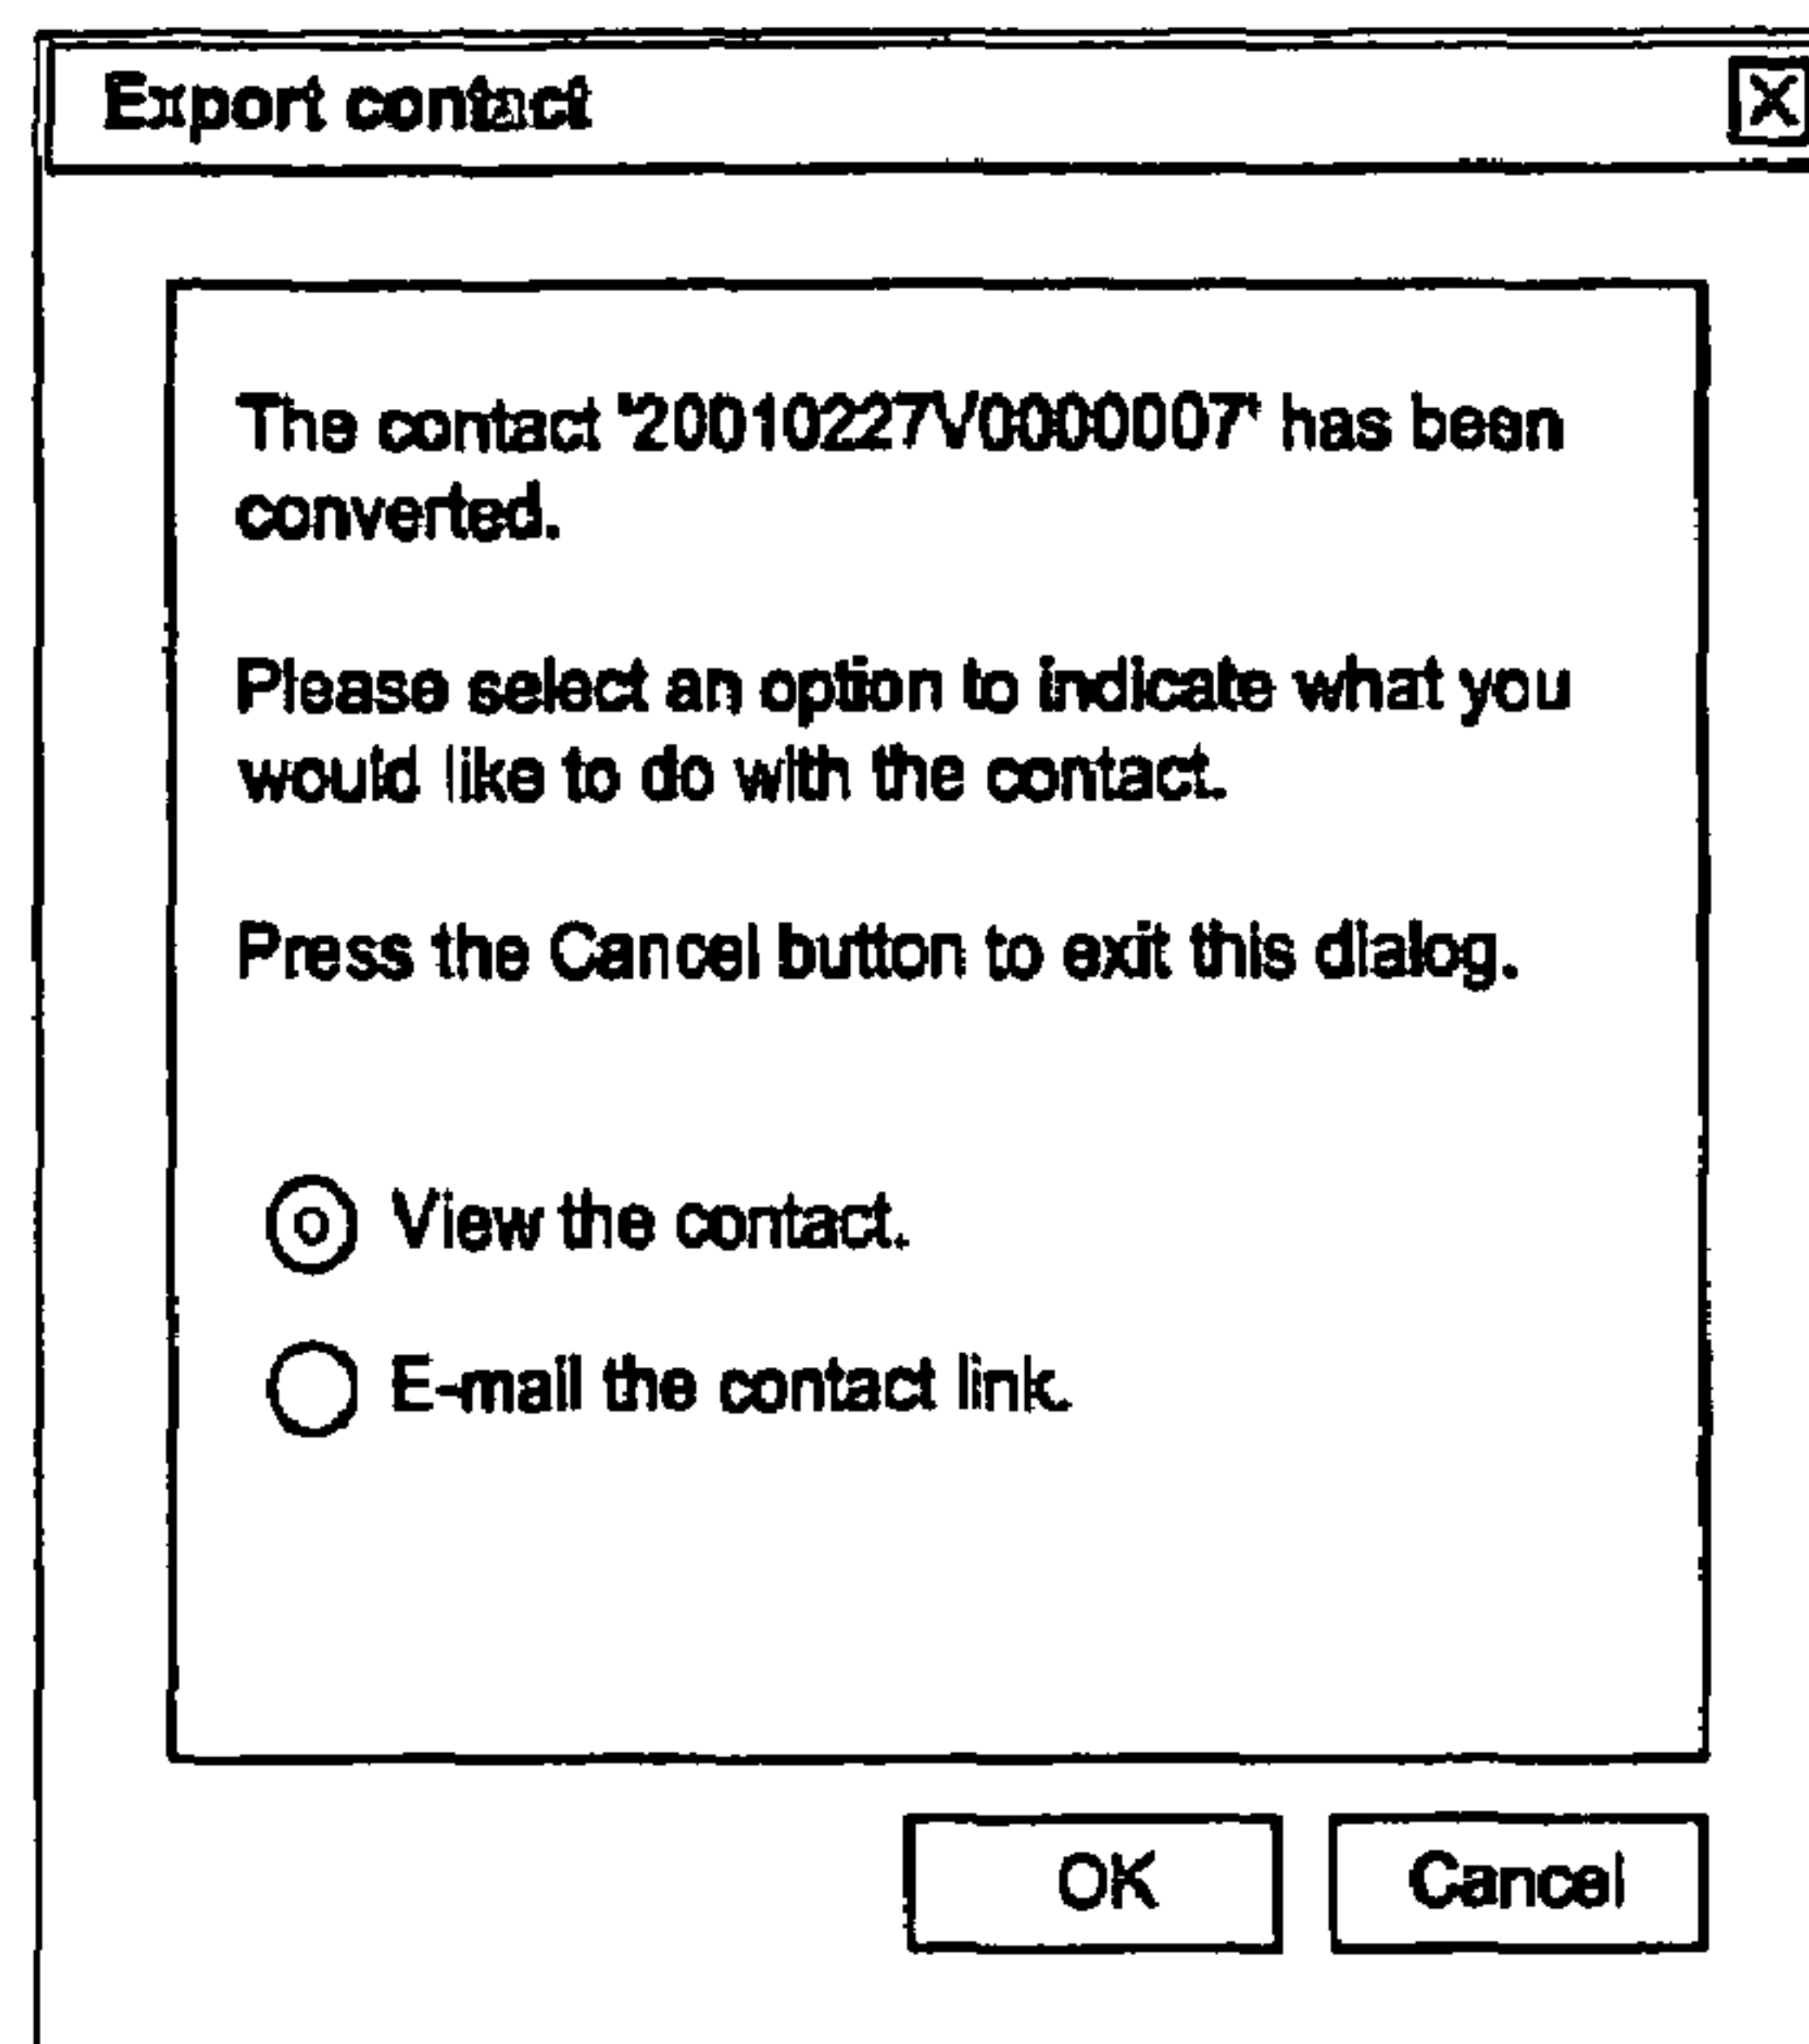 Export contact
X
The contact '20010227V0000007' has been
converted.
Please select an option to indicate what you
would like to do with the contact.
Press the Cancel button to exit this dialog.
View the contact.
E-mail the contact link.
OK
Cancel